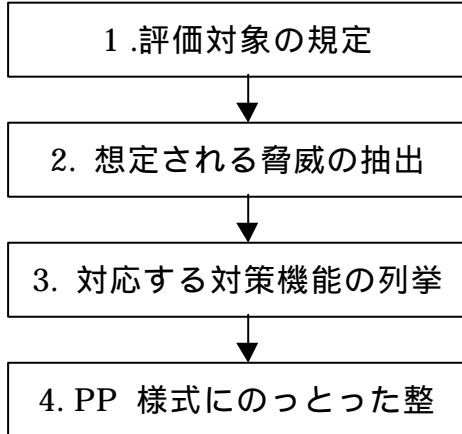 1 .評価対象の規定
2. 想定される脅威の抽出
3. 対応する対策機能の列挙
4. PP 様式にのっとった整